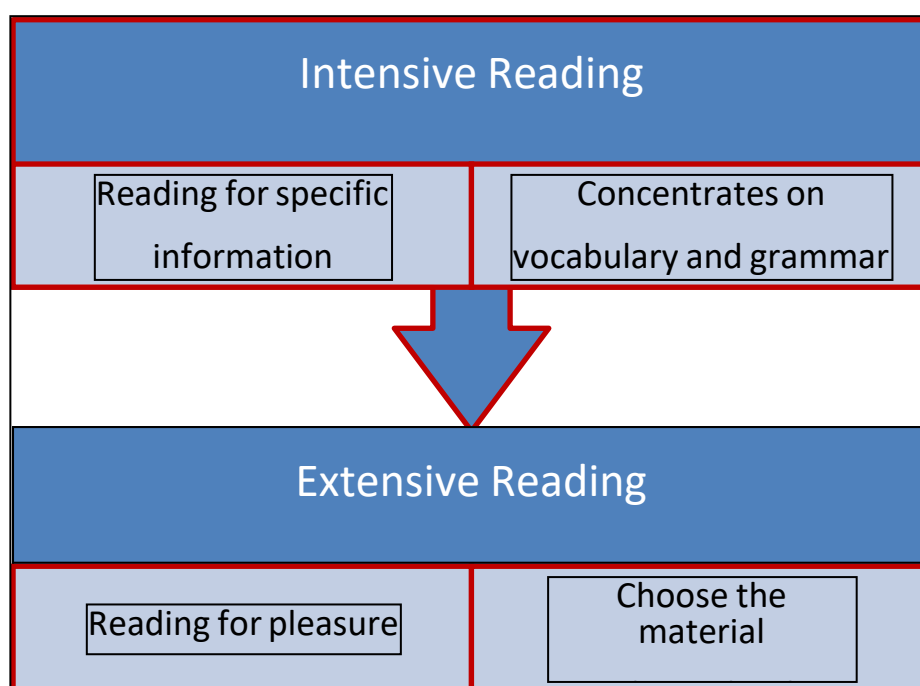 Intensive Reading
Reading for specific
information
Concentrates on
vocabulary and grammar
Extensive Reading
Reading for pleasure
Choose the
material